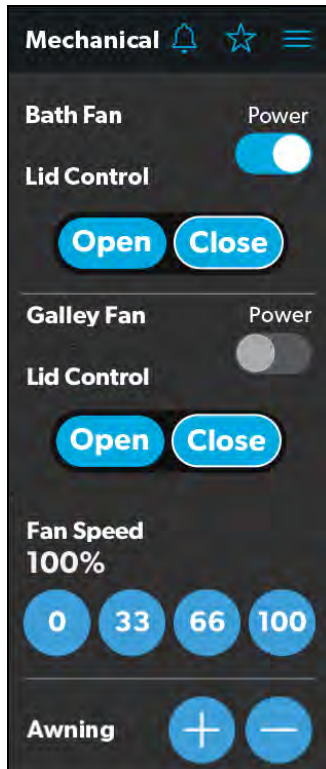 Mechanical
Bath Fan Power
Lid Control
Open Close
Galley Fan Power
Lid Control
Open Close
Fan Speed
100%
0 33 66 100
Awning + −